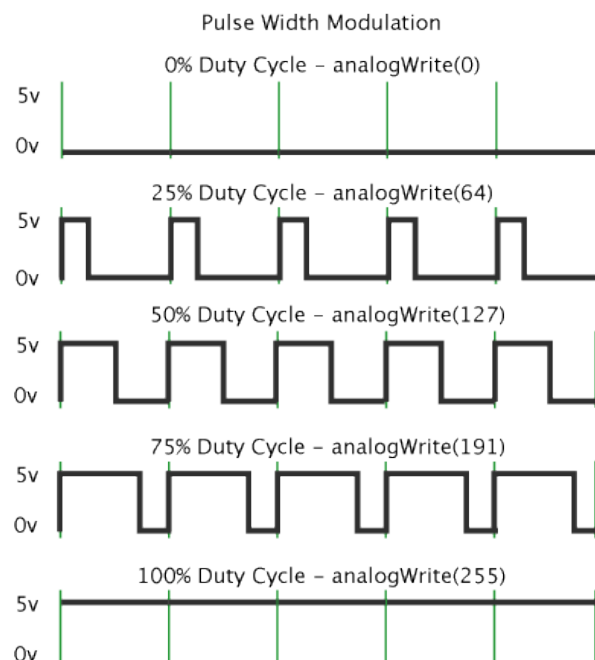 Pulse Width Modulation
0% Duty Cycle – analogWrite(0)
5v
0v
25% Duty Cycle – analogWrite(64)
5v
0v
50% Duty Cycle – analogWrite(127)
5v
0v
75% Duty Cycle – analogWrite(191)
5v
0v
100% Duty Cycle – analogWrite(255)
5v
0v